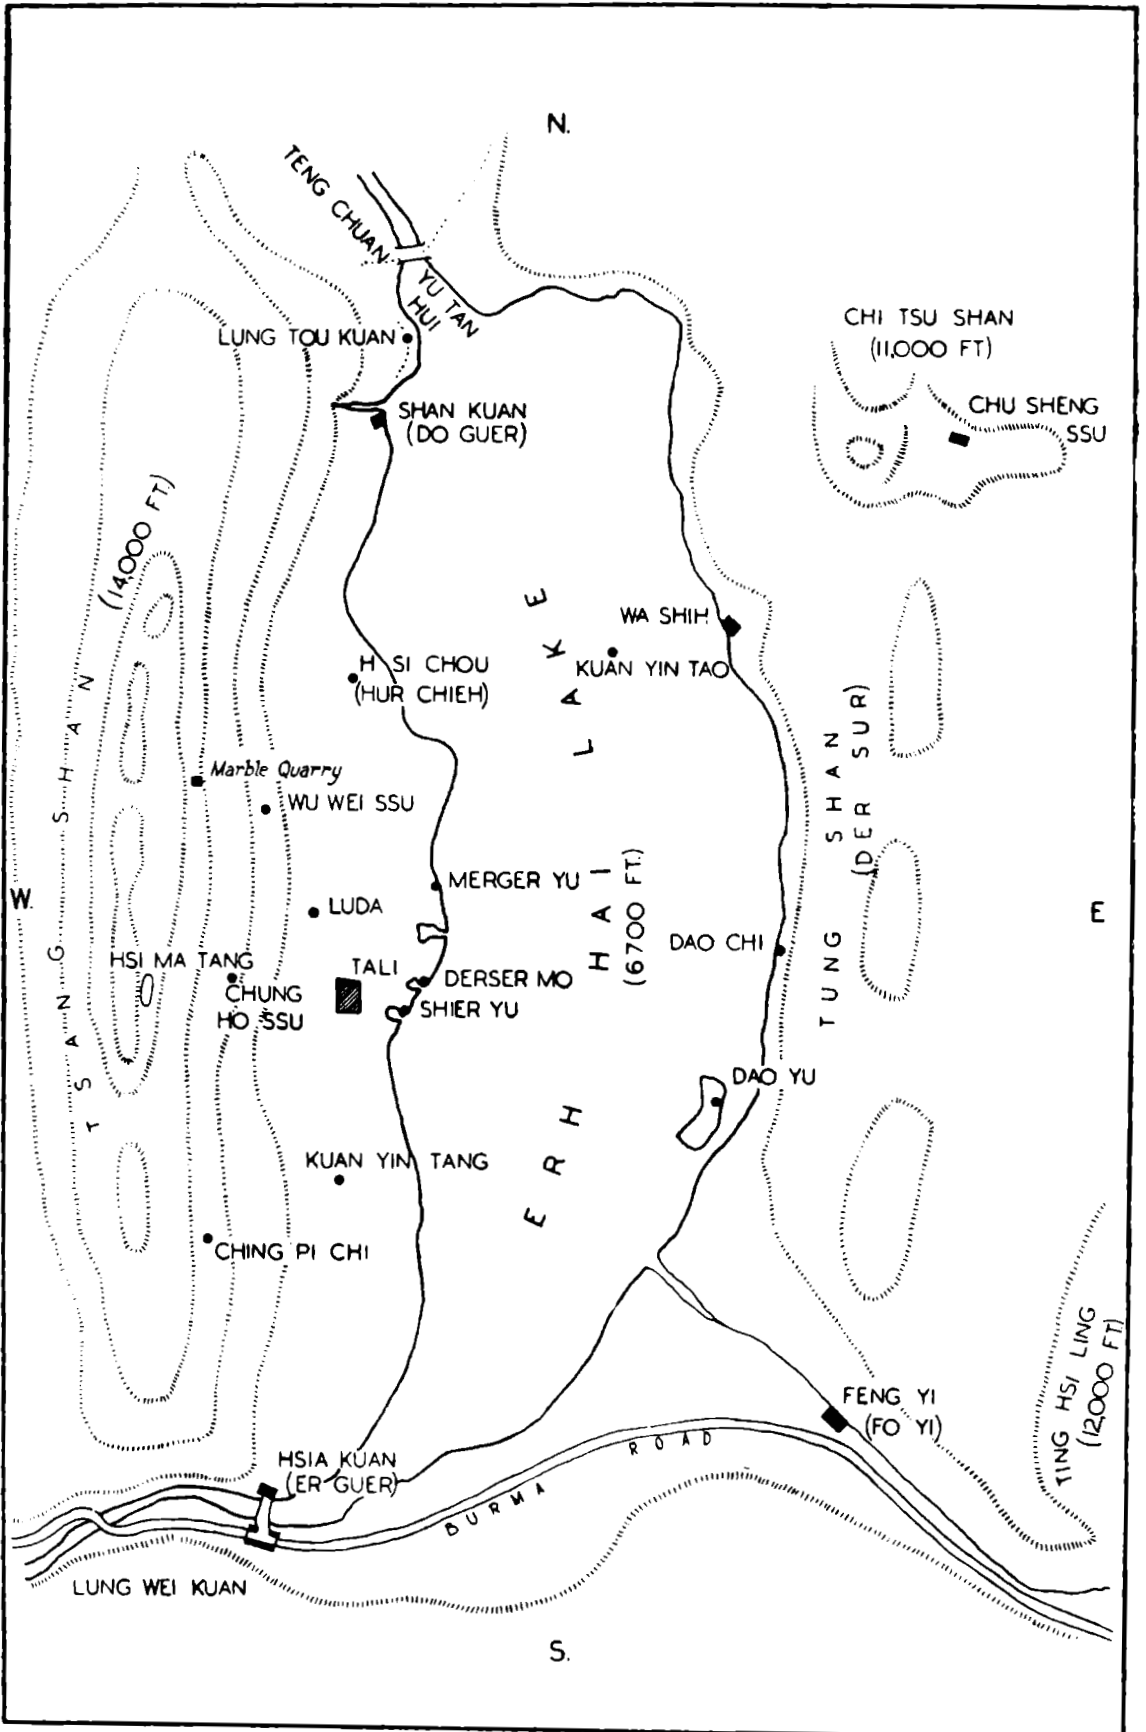 N.
TENG CHUAN
YU TAN
HUI
LUNG TOU KUAN
CHI TSU SHAN
(11,000 FT)
SHAN KUAN
(DO GUER)
CHU SHENG
SSU
(14,000 FT)
TSANG SHAN
WA SHIH
KUAN YIN TAO
HSI CHOU
(HUR CHIEH)
ERH HAI LAKE
(6700 FT.)
TUNG SHAN
(DER SUR)
Marble Quarry
WU WEI SSU
MERGER YU
W.
LUDA
E
DAO CHI
HSI MA TANG
TALI
DERSER MO
CHUNG
HO SSU
SHIER YU
DAO YU
KUAN YIN TANG
CHING PI CHI
TING HSI LING
(12,000 FT)
FENG YI
(FO YI)
HSIA KUAN
(ER GUER)
BURMA ROAD
LUNG WEI KUAN
S.